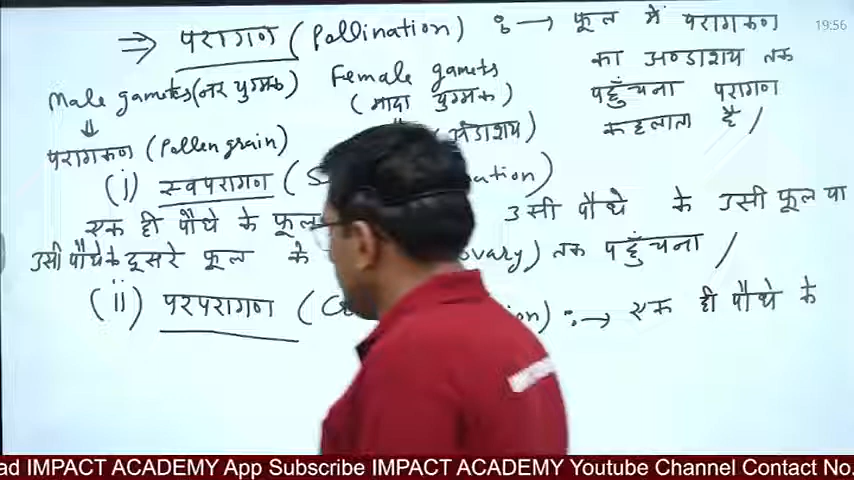 ⇒ परागण (Pollination) :→ फूल में परागकण
19:56
का अण्डाशय तक
Male gametes(नर युग्मक) Female gamets
(मादा युग्मक) पहुँचना परागण
⇓
परागकण (Pollen grain) अंडाशय) कहलाता है/
(i) स्वपरागण (S ation)
एक ही पौधे के फूल उसी पौधे के उसी फूल या
उसी पौधे के दूसरे फूल के ovary) तक पहुँचना /
(ii) परपरागण ( on) :→ एक ही पौधे के
ad IMPACT ACADEMY App Subscribe IMPACT ACADEMY Youtube Channel Contact No.